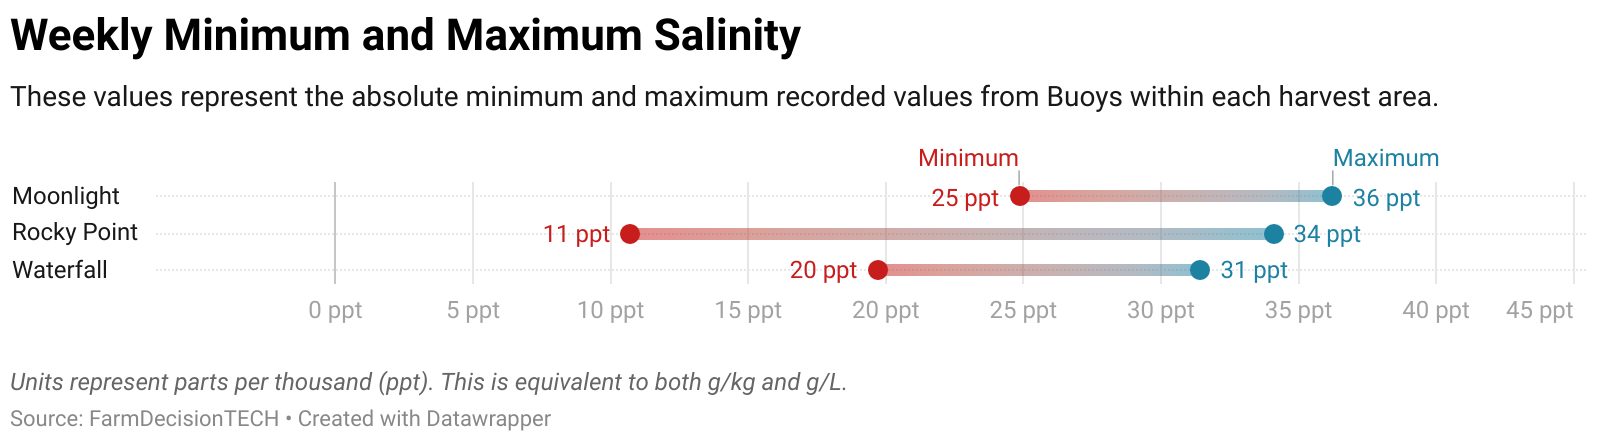 Weekly Minimum and Maximum Salinity
These values represent the absolute minimum and maximum recorded values from Buoys within each harvest area.
Minimum Maximum
Moonlight 25 ppt 36 ppt
Rocky Point 11 ppt 34 ppt
Waterfall 20 ppt 31 ppt
0 ppt 5 ppt 10 ppt 15 ppt 20 ppt 25 ppt 30 ppt 35 ppt 40 ppt 45 ppt
Units represent parts per thousand (ppt). This is equivalent to both g/kg and g/L.
Source: FarmDecisionTECH • Created with Datawrapper